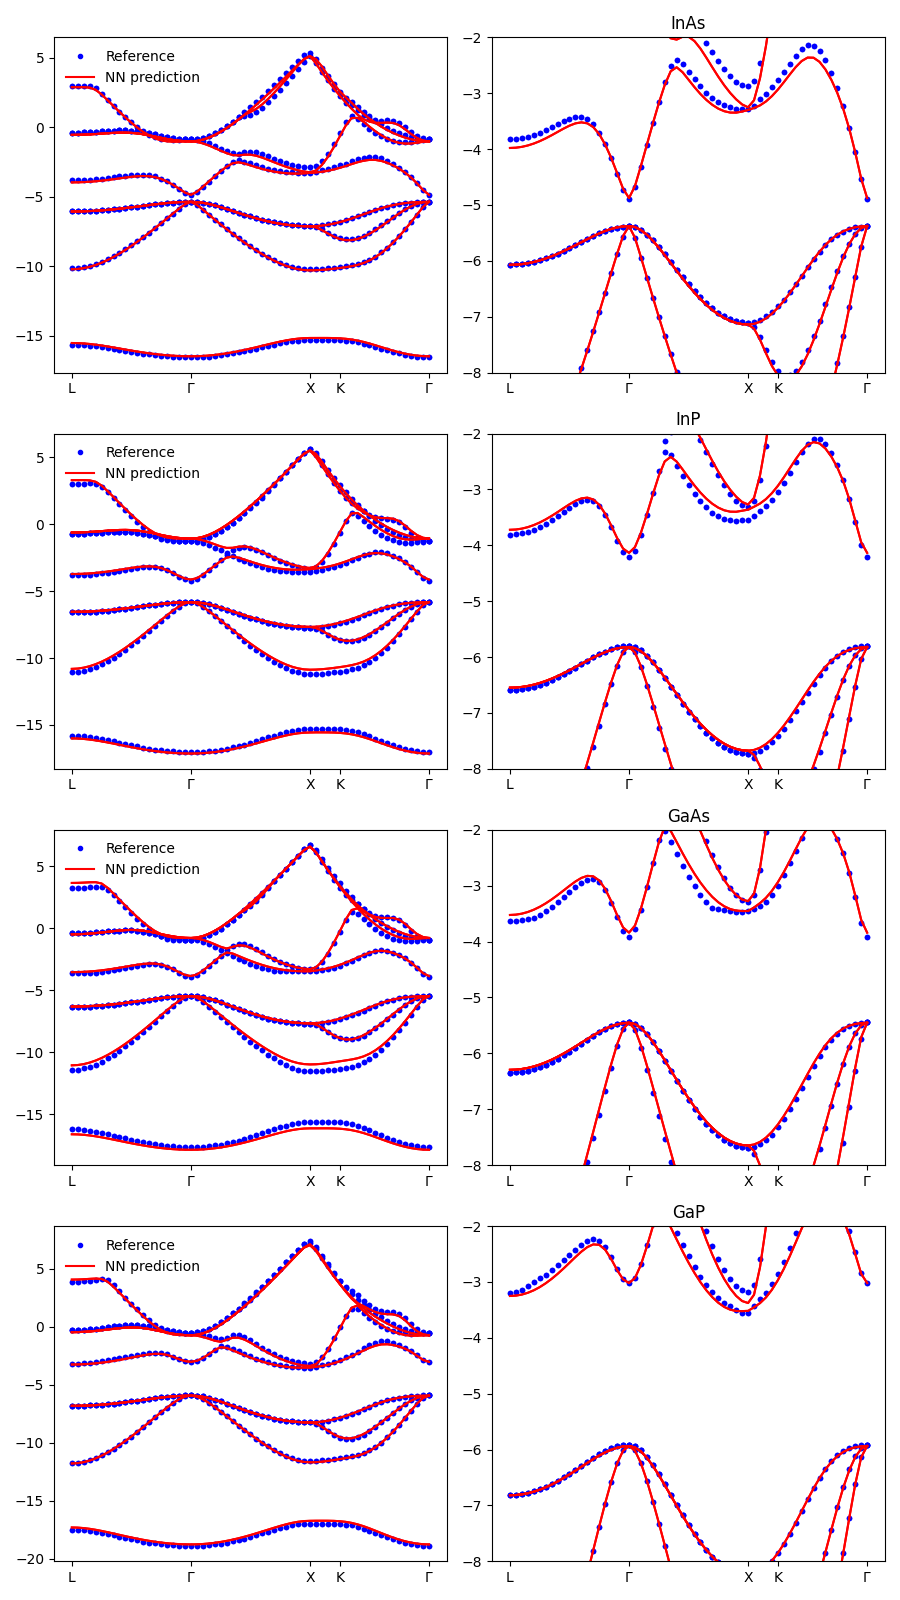 InAs
5
0
−5
−10
−15
Reference
NN prediction
L Γ X K Γ
−2
−3
−4
−5
−6
−7
−8
L Γ X K Γ
InP
5
0
−5
−10
−15
Reference
NN prediction
L Γ X K Γ
−2
−3
−4
−5
−6
−7
−8
L Γ X K Γ
GaAs
5
0
−5
−10
−15
Reference
NN prediction
L Γ X K Γ
−2
−3
−4
−5
−6
−7
−8
L Γ X K Γ
GaP
5
0
−5
−10
−15
−20
Reference
NN prediction
L Γ X K Γ
−2
−3
−4
−5
−6
−7
−8
L Γ X K Γ